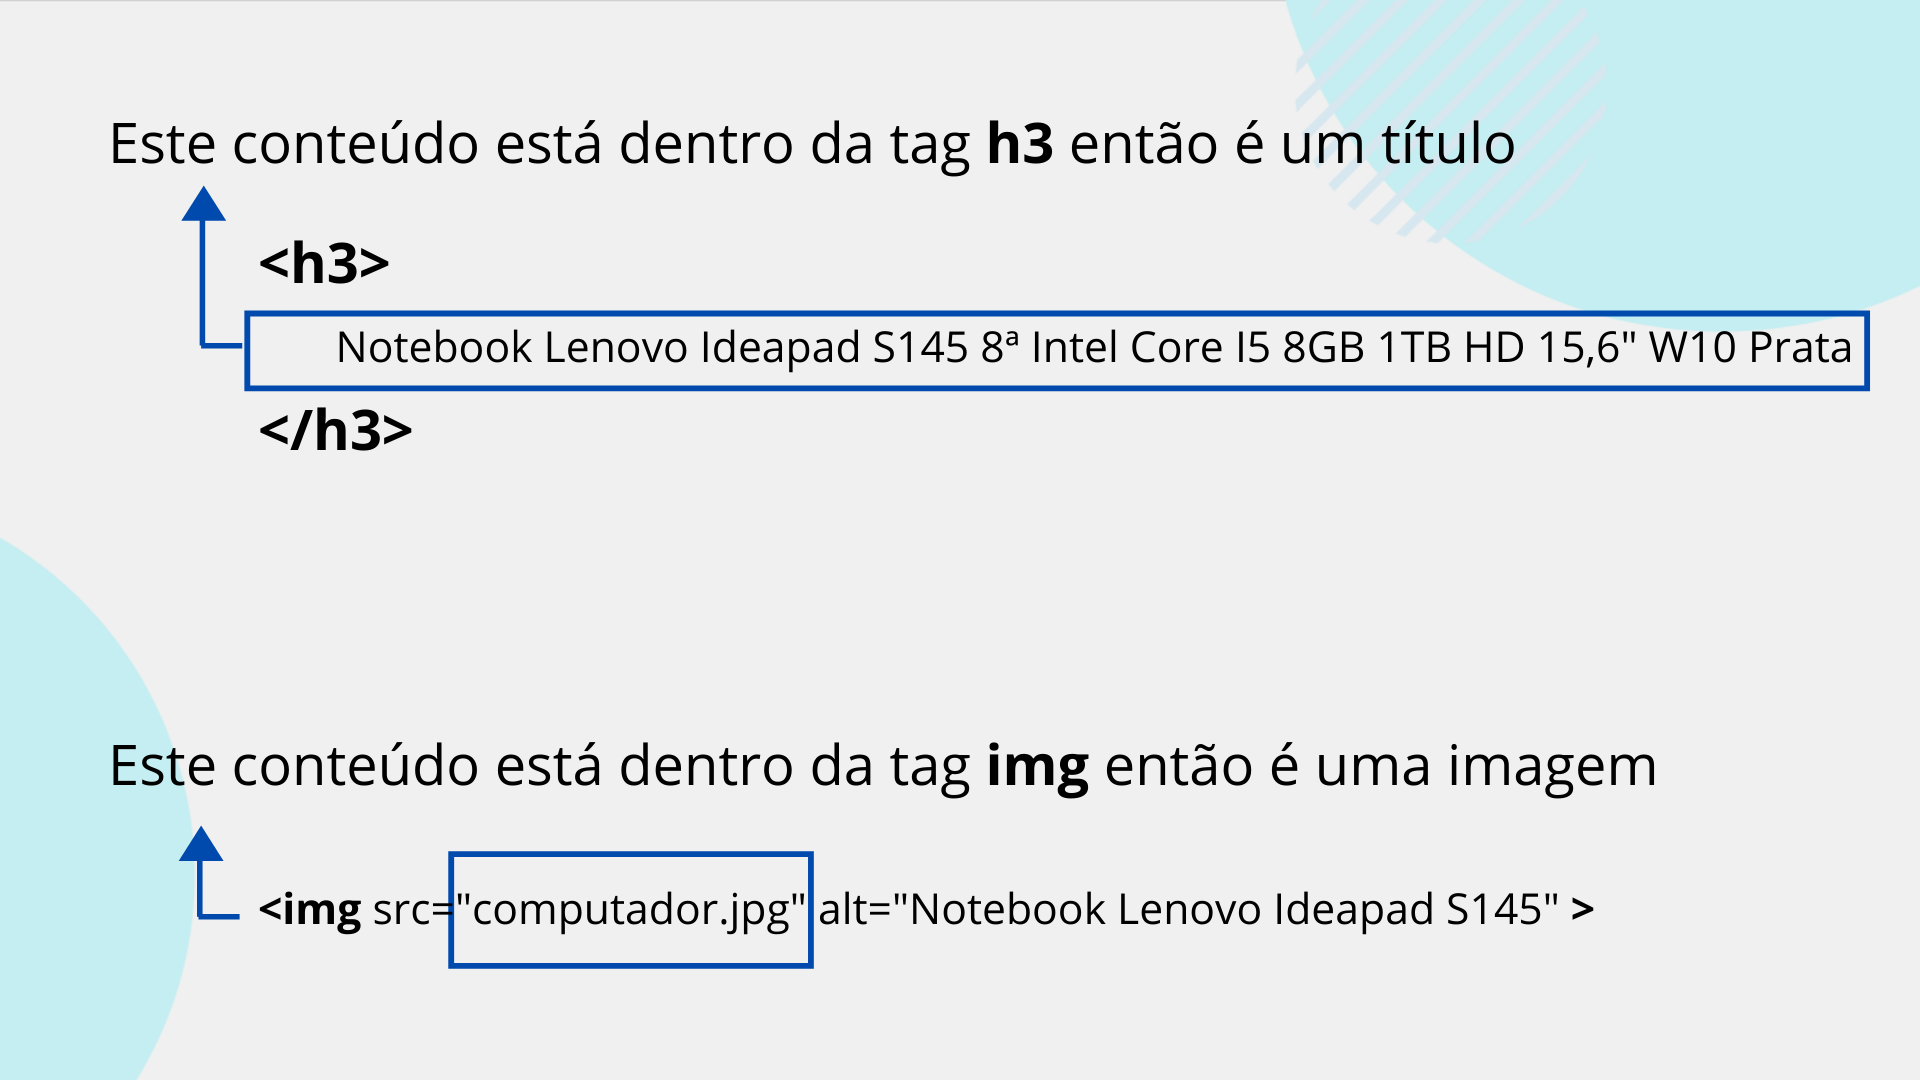 Este conteúdo está dentro da tag h3 então é um título
<h3>
Notebook Lenovo Ideapad S145 8ª Intel Core I5 8GB 1TB HD 15,6" W10 Prata
</h3>
Este conteúdo está dentro da tag img então é uma imagem
<img src="computador.jpg" alt="Notebook Lenovo Ideapad S145" >